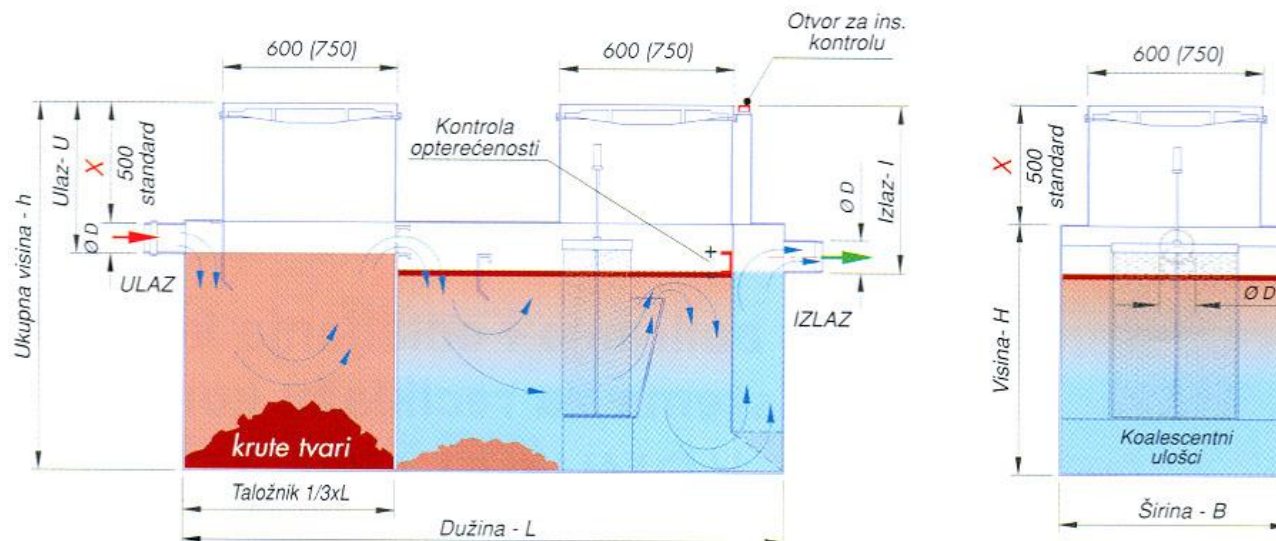 600 (750)
600 (750)
Otvor za ins.
kontrolu
600 (750)
Ukupna visina - h
Ulaz- U
X
500
standard
Ø D
ULAZ
Kontrola
opterećenosti
+
Ø D
Izlaz- I
IZLAZ
krute tvari
Taložnik 1/3xL
Dužina - L
X
500
standard
Visina- H
Ø D
Koalescentni
ulošci
Širina - B